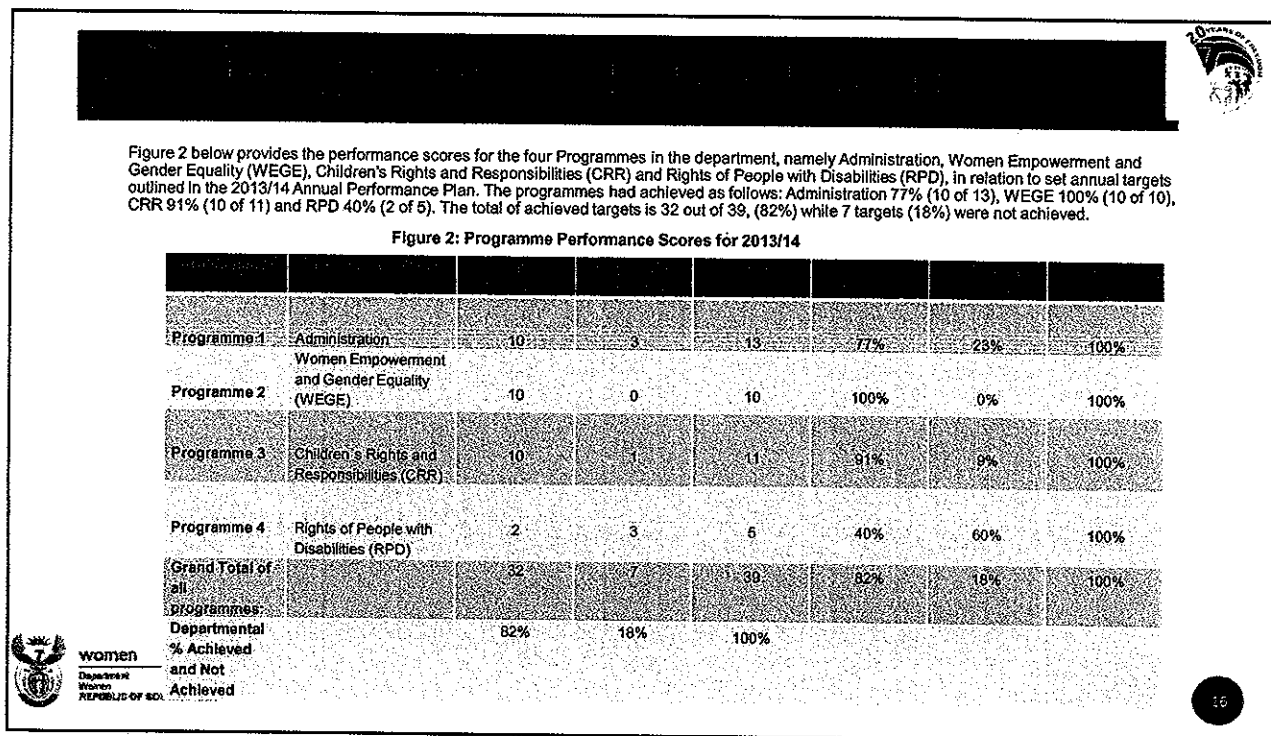 20 YEARS OF FREEDOM
Figure 2 below provides the performance scores for the four Programmes in the department, namely Administration, Women Empowerment and
Gender Equality (WEGE), Children's Rights and Responsibilities (CRR) and Rights of People with Disabilities (RPD), in relation to set annual targets
outlined in the 2013/14 Annual Performance Plan. The programmes had achieved as follows: Administration 77% (10 of 13), WEGE 100% (10 of 10),
CRR 91% (10 of 11) and RPD 40% (2 of 5). The total of achieved targets is 32 out of 39, (82%) while 7 targets (18%) were not achieved.
Figure 2: Programme Performance Scores for 2013/14
Programme 1 Administration 10 3 13 77% 23% 100%
Women Empowerment
and Gender Equality
Programme 2 (WEGE) 10 0 10 100% 0% 100%
Programme 3 Children's Rights and 10 1 11 91% 9% 100%
Responsibilities (CRR)
Programme 4 Rights of People with 2 3 5 40% 60% 100%
Disabilities (RPD)
Grand Total of 32 7 39 82% 18% 100%
all
programmes:
Departmental 82% 18% 100%
% Achieved
and Not
Achieved
women
Department
Women
REPUBLIC OF
16